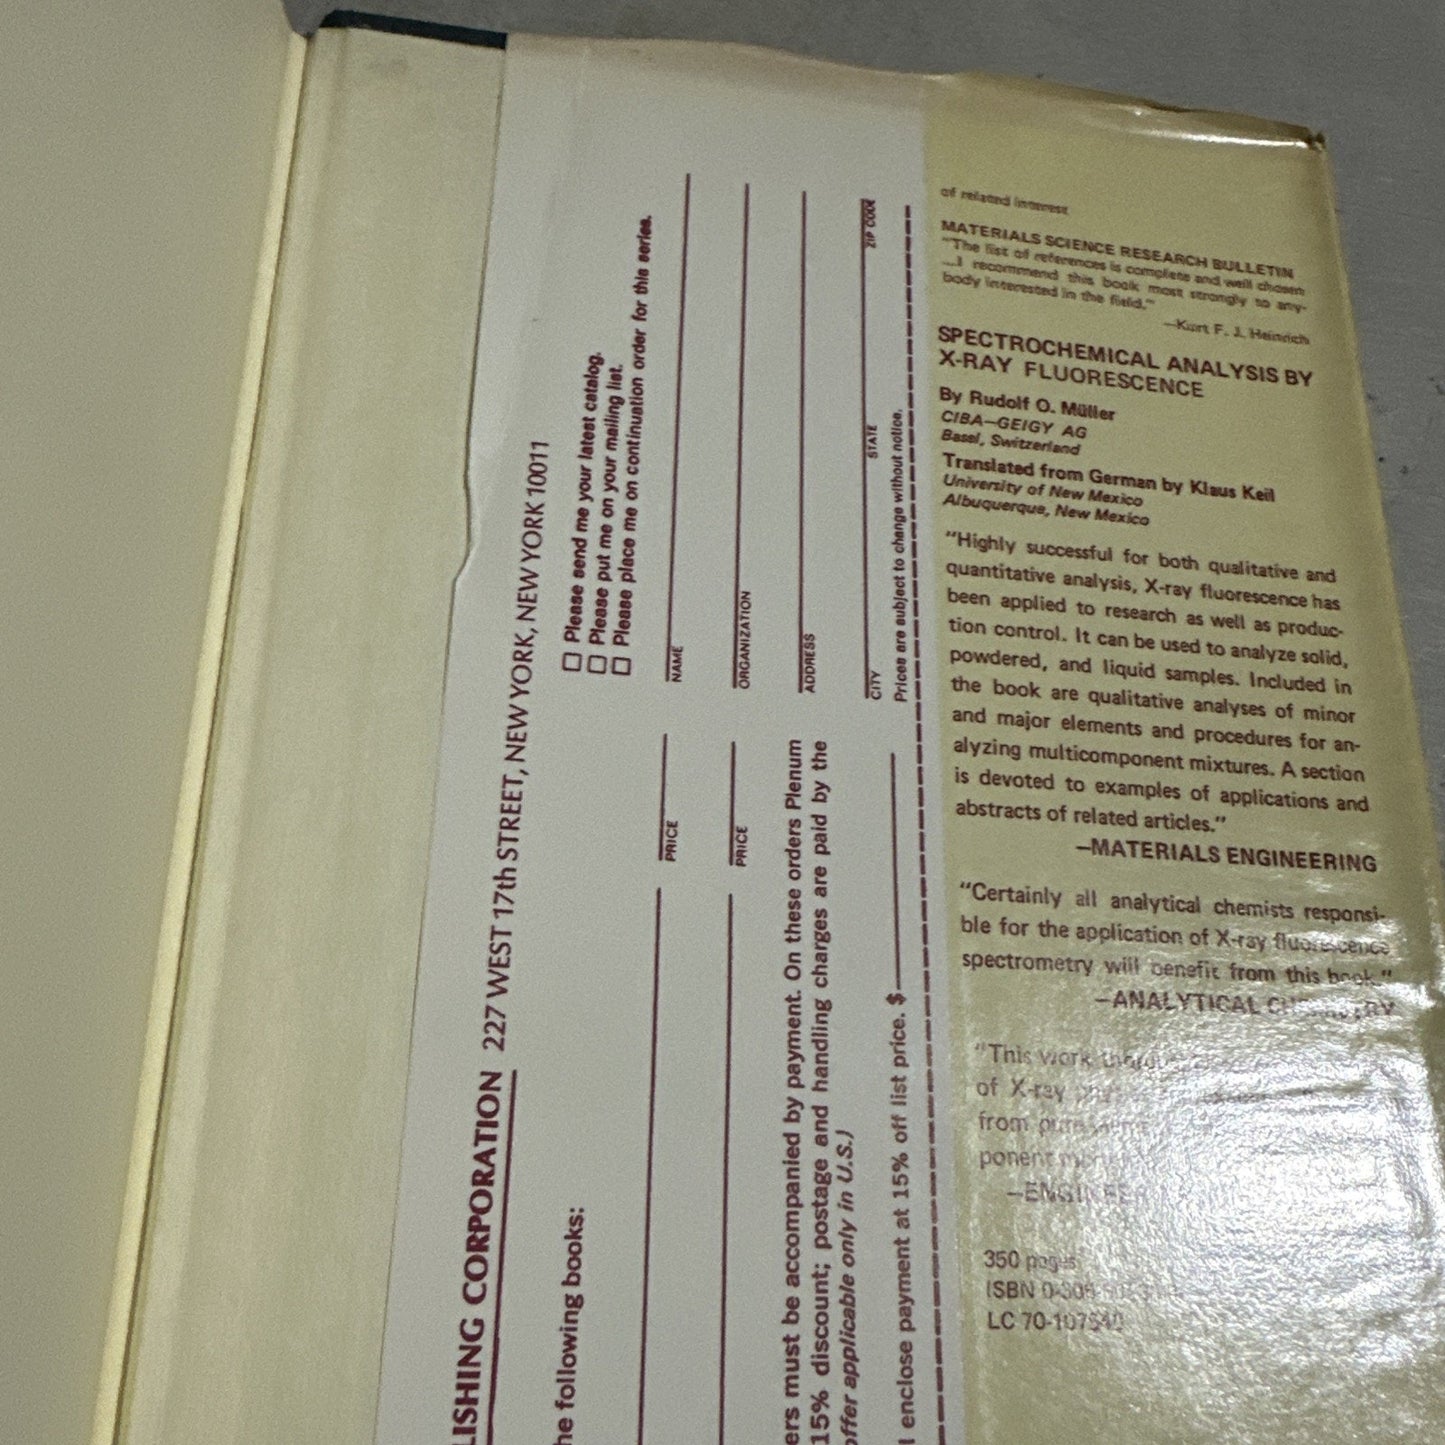 LISHING CORPORATION 227 WEST 17th STREET, NEW YORK, NEW YORK 10011
☐ Please send me your latest catalog.
☐ Please put me on your mailing list.
☐ Please place me on continuation order for this series.
he following books:
PRICE
NAME
PRICE
ORGANIZATION
ers must be accompanied by payment. On these orders Plenum
ADDRESS
15% discount; postage and handling charges are paid by the
offer applicable only in U.S.)
CITY STATE ZIP CODE
I enclose payment at 15% off list price. $
Prices are subject to change without notice.
of related interest
MATERIALS SCIENCE RESEARCH BULLETIN
"The list of references is complete and well chosen
...I recommend this book most strongly to any-
body interested in the field."
—Kurt F. J. Heinrich
SPECTROCHEMICAL ANALYSIS BY
X-RAY FLUORESCENCE
By Rudolf O. Müller
CIBA—GEIGY AG
Basel, Switzerland
Translated from German by Klaus Keil
University of New Mexico
Albuquerque, New Mexico
"Highly successful for both qualitative and
quantitative analysis, X-ray fluorescence has
been applied to research as well as produc-
tion control. It can be used to analyze solid,
powdered, and liquid samples. Included in
the book are qualitative analyses of minor
and major elements and procedures for an-
alyzing multicomponent mixtures. A section
is devoted to examples of applications and
abstracts of related articles."
—MATERIALS ENGINEERING
"Certainly all analytical chemists responsi-
ble for the application of X-ray fluorescence
spectrometry will benefit from this book."
—ANALYTICAL CHEMISTRY
"This work
of X-ray
from
ponent
350 pages
ISBN
LC 70-107540